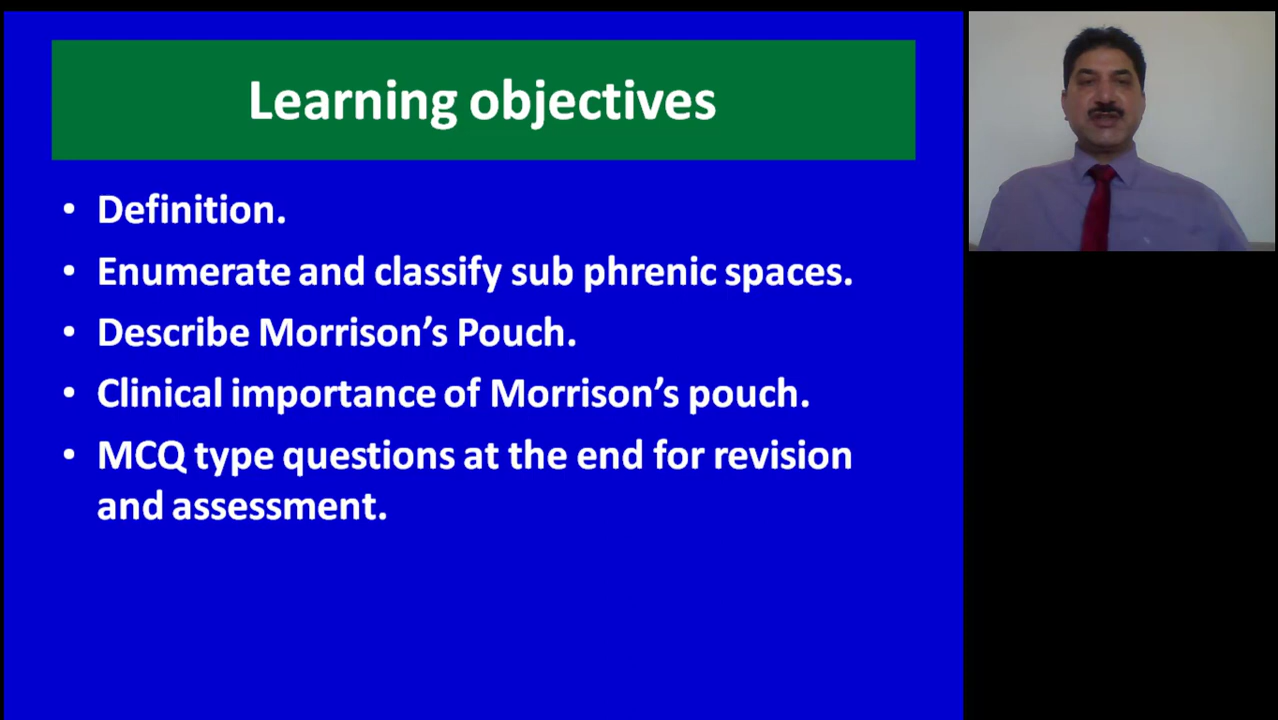 Learning objectives
• Definition.
• Enumerate and classify sub phrenic spaces.
• Describe Morrison’s Pouch.
• Clinical importance of Morrison’s pouch.
• MCQ type questions at the end for revision
and assessment.